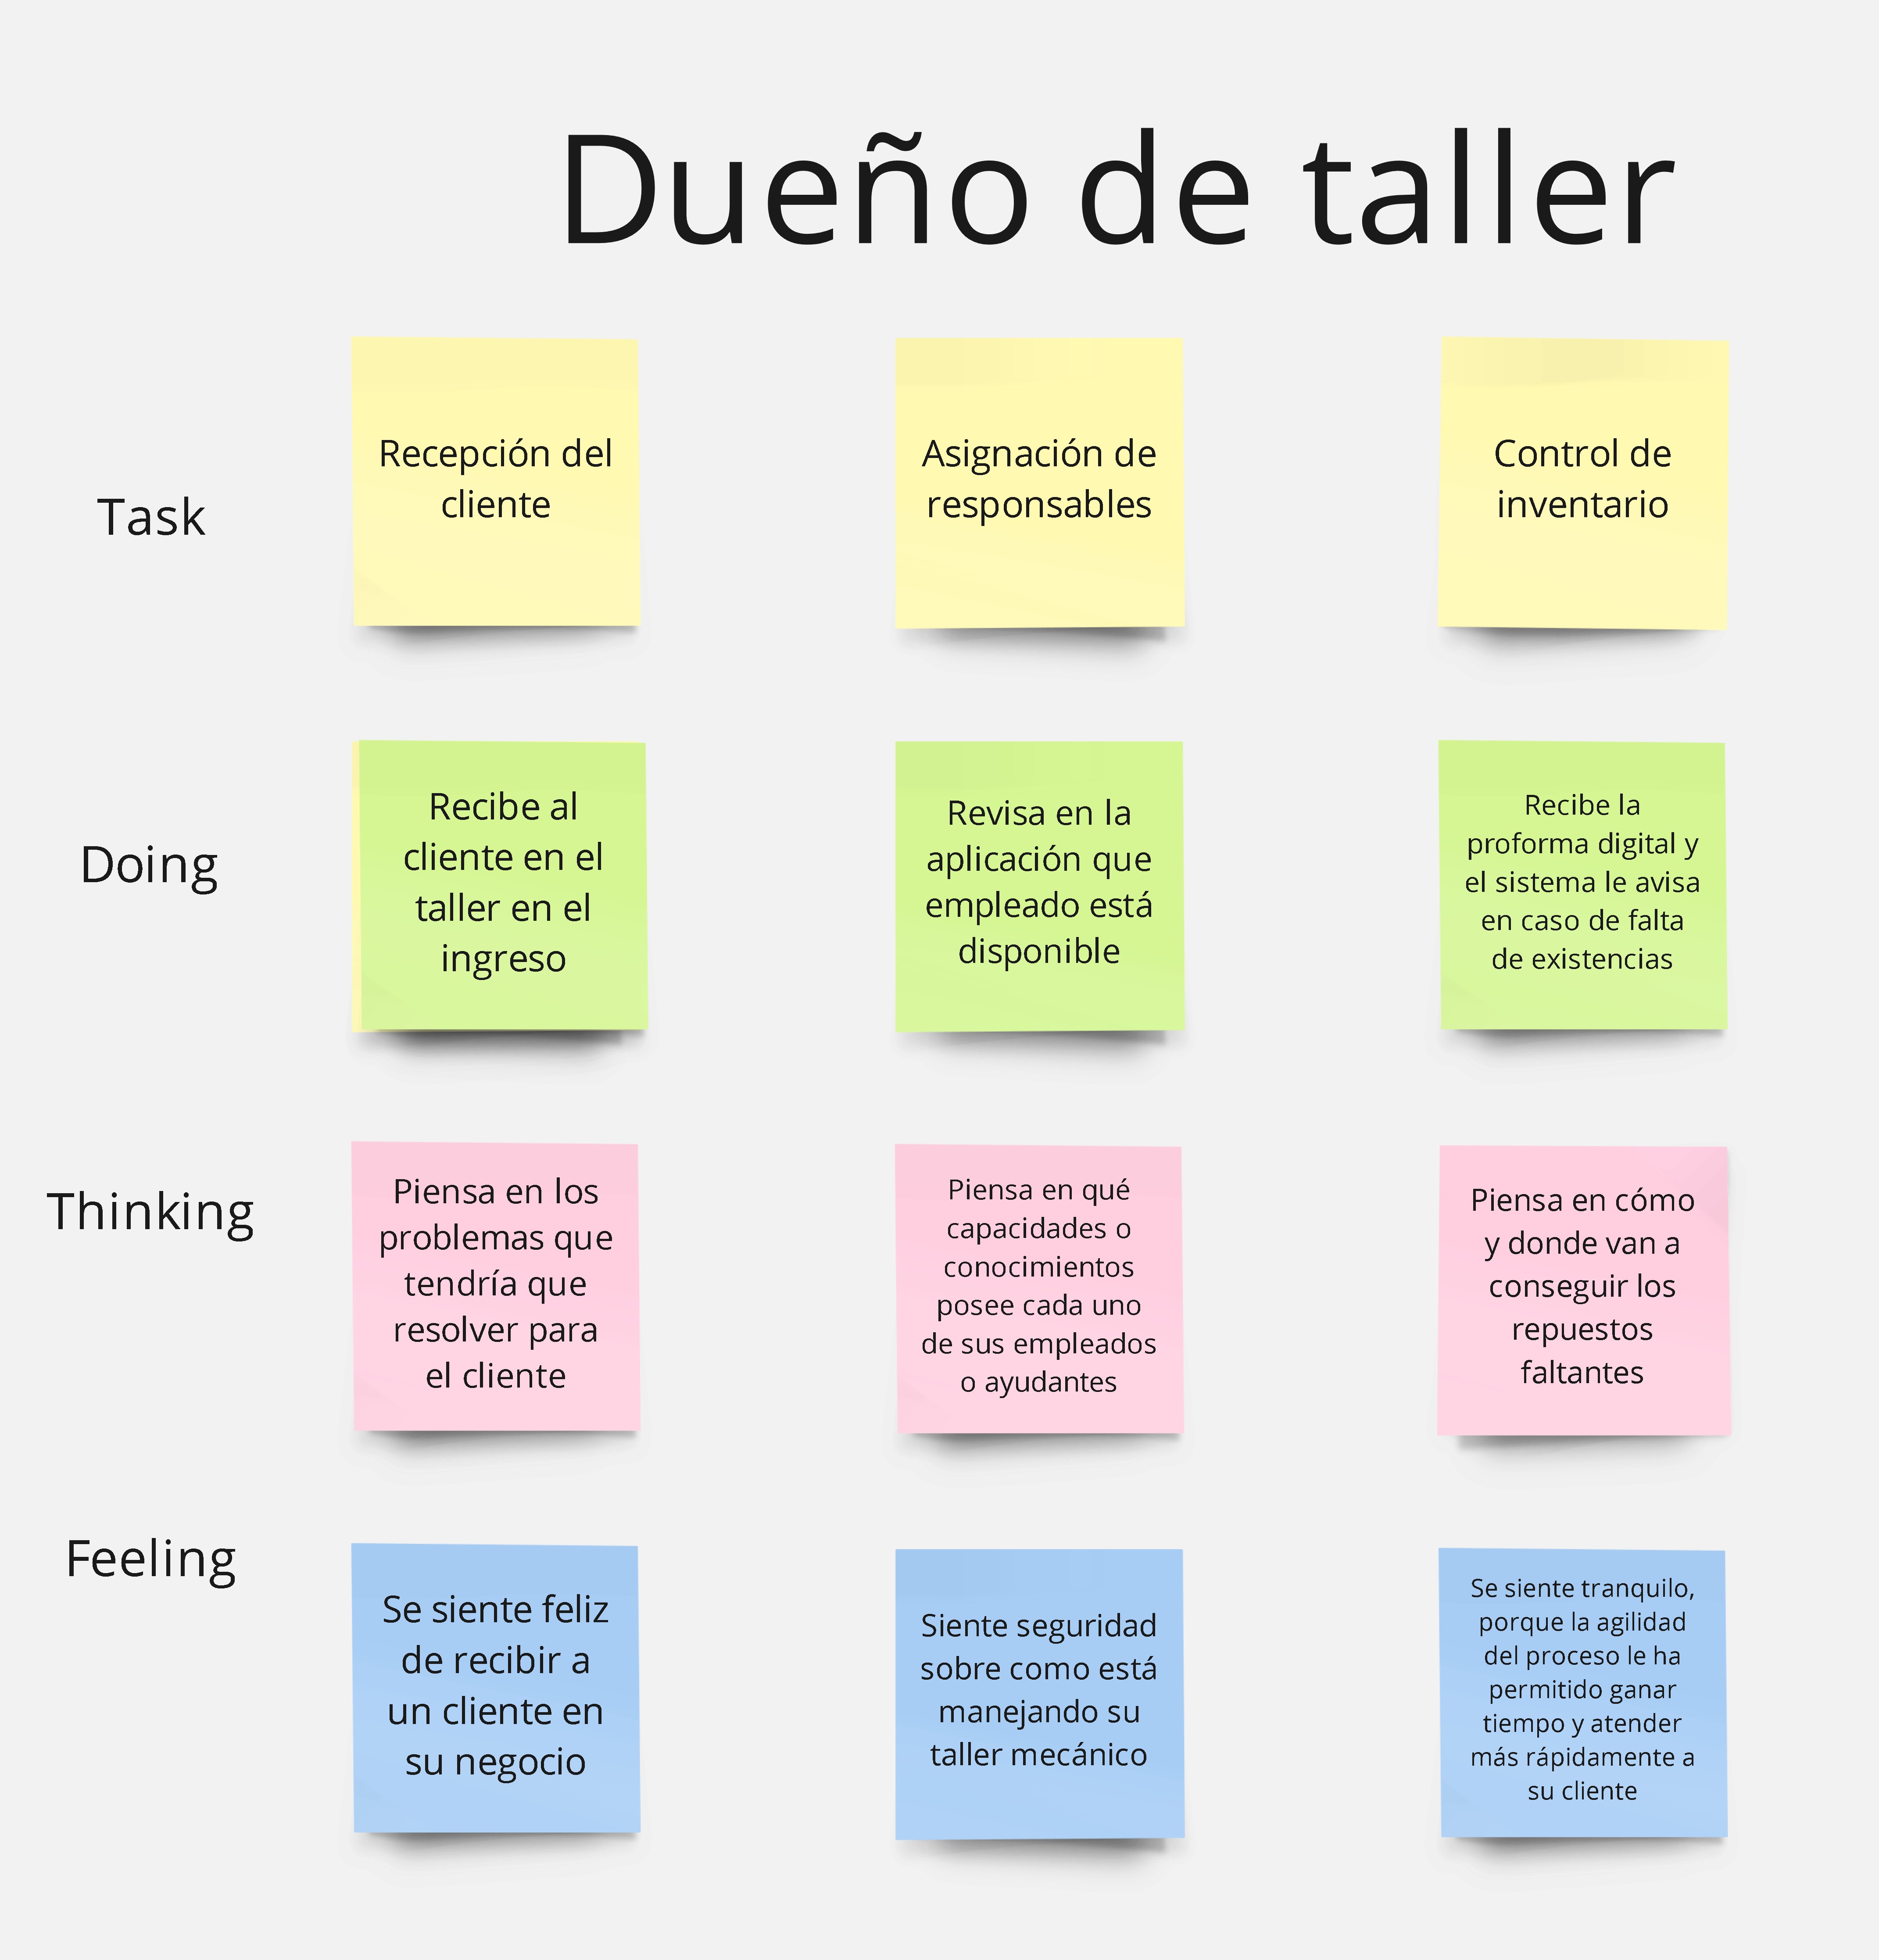 Dueño de taller
Task
Recepción del
cliente
Asignación de
responsables
Control de
inventario
Doing
Recibe al
cliente en el
taller en el
ingreso
Revisa en la
aplicación que
empleado está
disponible
Recibe la
proforma digital y
el sistema le avisa
en caso de falta
de existencias
Thinking
Piensa en los
problemas que
tendría que
resolver para
el cliente
Piensa en qué
capacidades o
conocimientos
posee cada uno
de sus empleados
o ayudantes
Piensa en cómo
y donde van a
conseguir los
repuestos
faltantes
Feeling
Se siente feliz
de recibir a
un cliente en
su negocio
Siente seguridad
sobre como está
manejando su
taller mecánico
Se siente tranquilo,
porque la agilidad
del proceso le ha
permitido ganar
tiempo y atender
más rápidamente a
su cliente